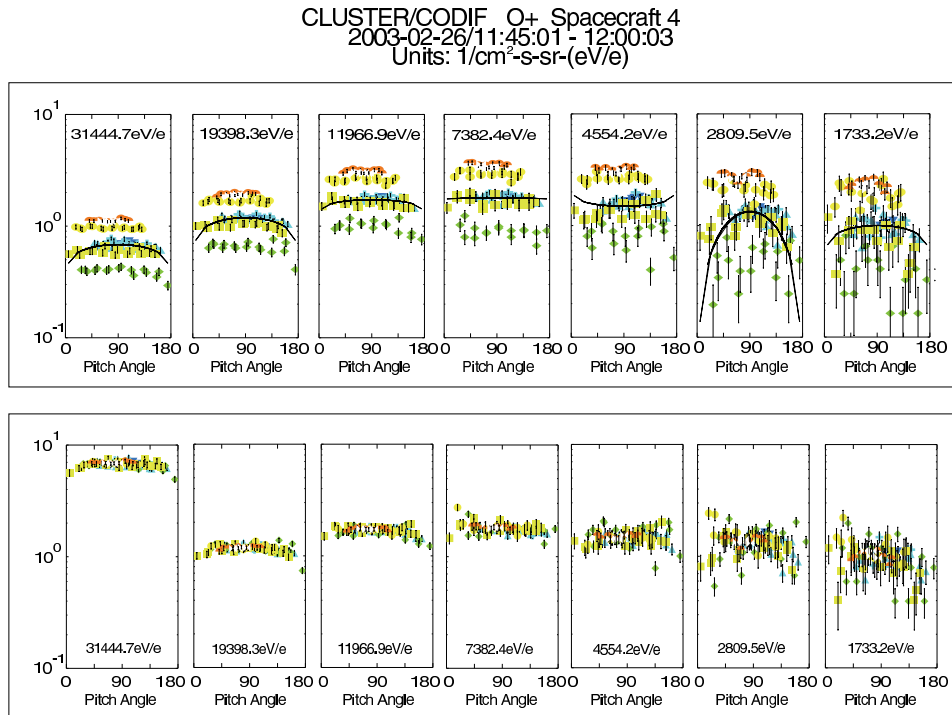 CLUSTER/CODIF O+ Spacecraft 4
2003-02-26/11:45:01 - 12:00:03
Units: 1/cm²-s-sr-(eV/e)
10¹
31444.7eV/e 19398.3eV/e 11966.9eV/e 7382.4eV/e 4554.2eV/e 2809.5eV/e 1733.2eV/e
10⁰
10⁻¹
0 90 180 0 90 180 0 90 180 0 90 180 0 90 180 0 90 180 0 90 180
Pitch Angle Pitch Angle Pitch Angle Pitch Angle Pitch Angle Pitch Angle Pitch Angle
10¹
10⁰
31444.7eV/e 19398.3eV/e 11966.9eV/e 7382.4eV/e 4554.2eV/e 2809.5eV/e 1733.2eV/e
10⁻¹
0 90 180 0 90 180 0 90 180 0 90 180 0 90 180 0 90 180 0 90 180
Pitch Angle Pitch Angle Pitch Angle Pitch Angle Pitch Angle Pitch Angle Pitch Angle